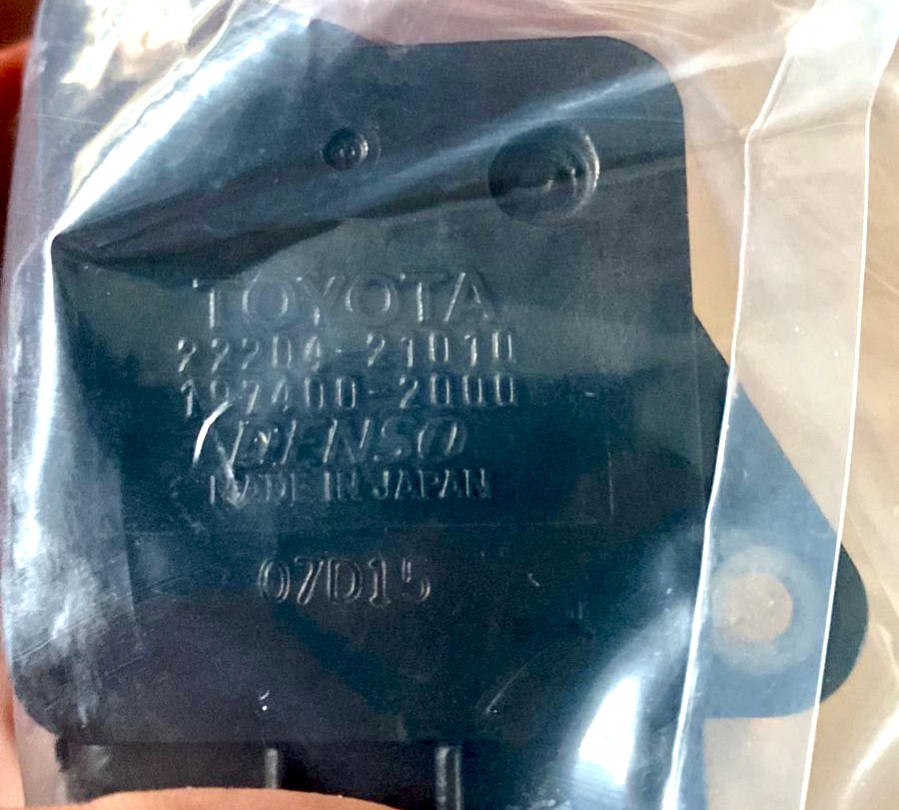 TOYOTA
22204-21010
197400-2000
DENSO
MADE IN JAPAN
07D15